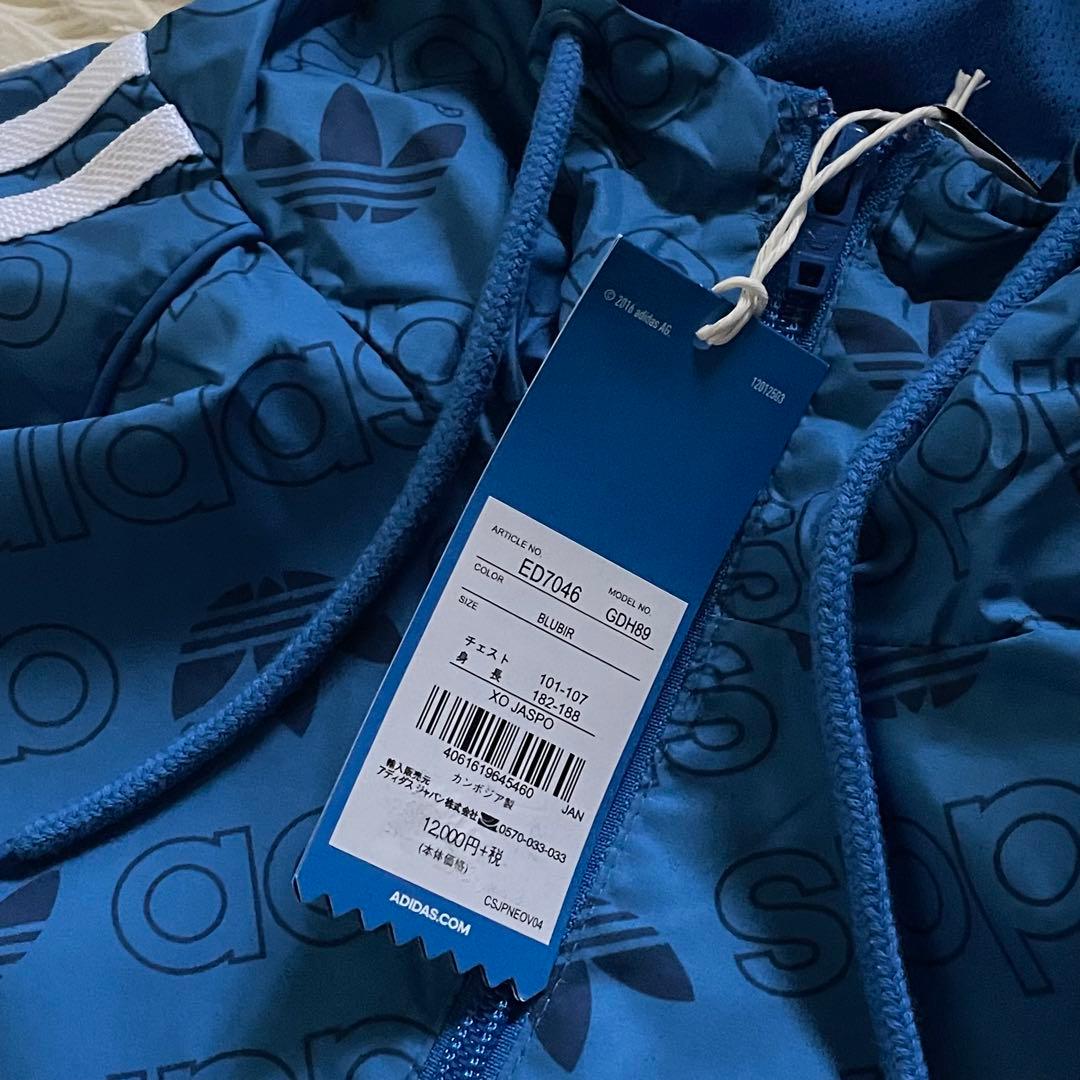 © 2016 adidas AG
12012503
ARTICLE NO.
ED7046
MODEL NO.
GDH89
COLOR
BLUBIR
SIZE
チェスト 101-107
身長 182-188
XO JASPO
4061619645460
JAN
カンボジア製
輸入販売元
アディダス ジャパン株式会社 0570-033-033
12,000円+税
(本体価格)
CSJPNEOV04
ADIDAS.COM
adidas